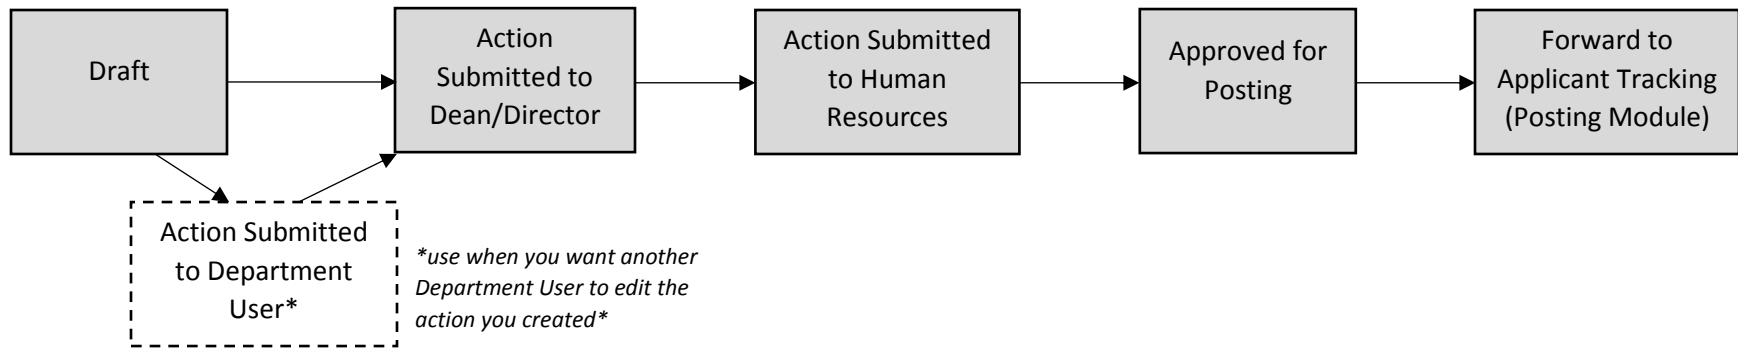 Draft
Action
Submitted to
Dean/Director
Action Submitted
to Human
Resources
Approved for
Posting
Forward to
Applicant Tracking
(Posting Module)
Action Submitted
to Department
User*
*use when you want another
Department User to edit the
action you created*